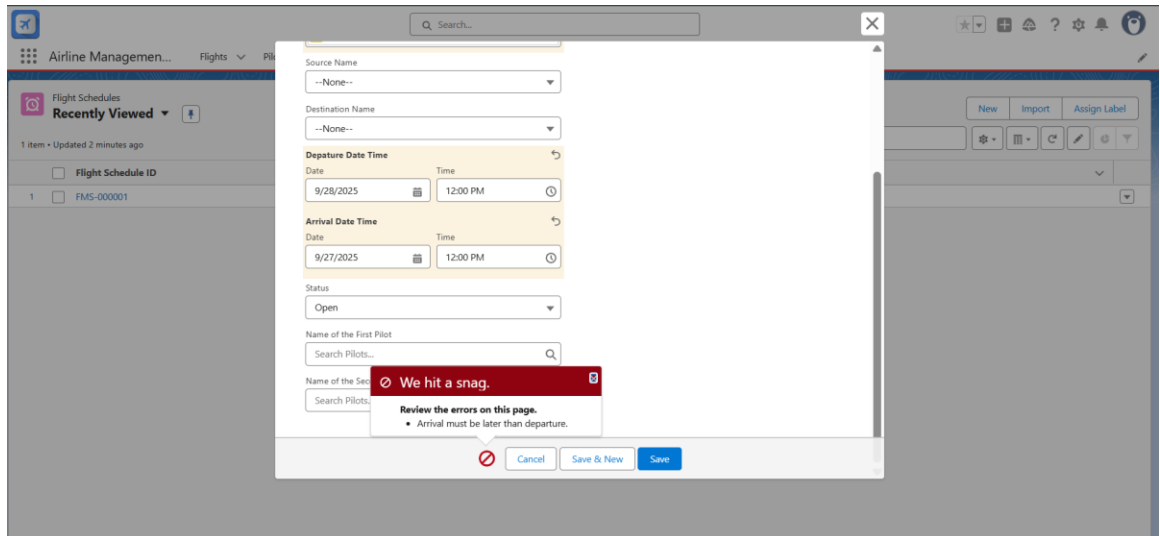 Search...
Airline Managemen... Flights Pil
Flight Schedules
Recently Viewed
New Import Assign Label
1 item • Updated 2 minutes ago
Flight Schedule ID
1 FMS-000001
Source Name
--None--
Destination Name
--None--
Depature Date Time
Date Time
9/28/2025 12:00 PM
Arrival Date Time
Date Time
9/27/2025 12:00 PM
Status
Open
Name of the First Pilot
Search Pilots...
Name of the Sec
Search Pilots.
We hit a snag.
Review the errors on this page.
• Arrival must be later than departure.
Cancel Save & New Save